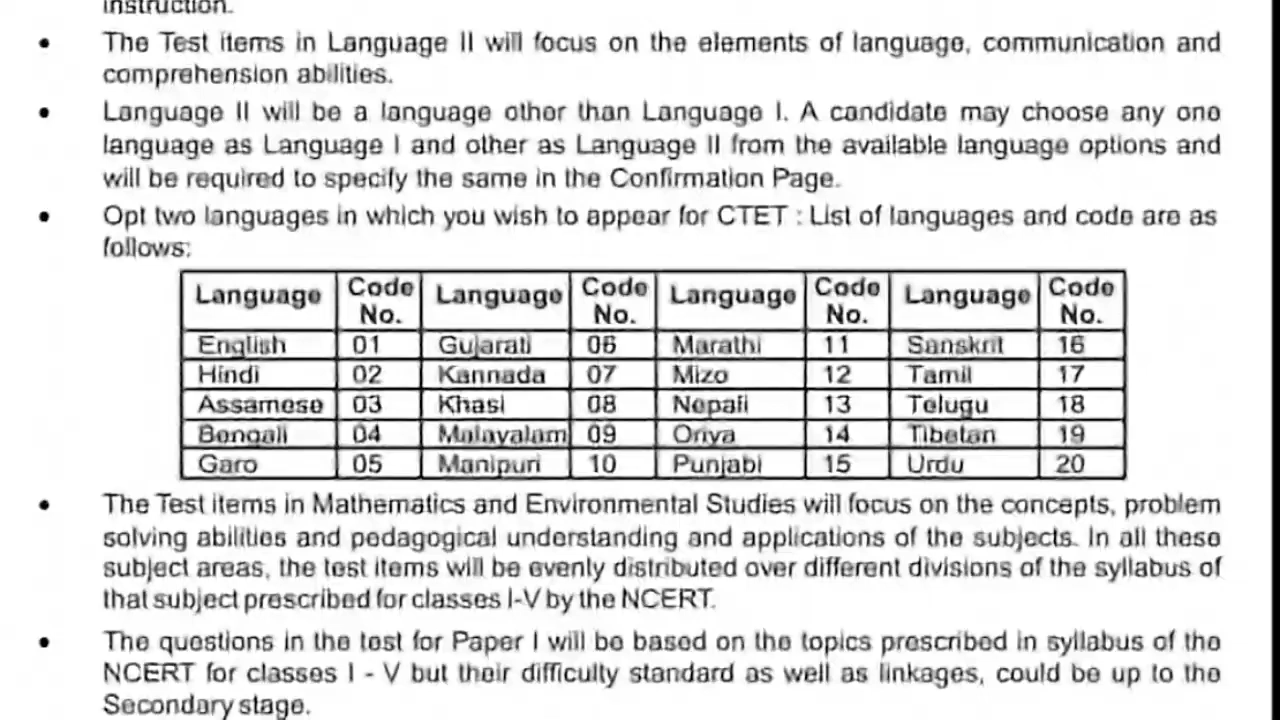 instruction.
• The Test items in Language II will focus on the elements of language, communication and
comprehension abilities.
• Language II will be a language other than Language I. A candidate may choose any one
language as Language I and other as Language II from the available language options and
will be required to specify the same in the Confirmation Page.
• Opt two languages in which you wish to appear for CTET : List of languages and code are as
follows:
Language Code No. Language Code No. Language Code No. Language Code No.
English 01 Gujarati 06 Marathi 11 Sanskrit 16
Hindi 02 Kannada 07 Mizo 12 Tamil 17
Assamese 03 Khasi 08 Nepali 13 Telugu 18
Bengali 04 Malayalam 09 Oriya 14 Tibetan 19
Garo 05 Manipuri 10 Punjabi 15 Urdu 20
• The Test items in Mathematics and Environmental Studies will focus on the concepts, problem
solving abilities and pedagogical understanding and applications of the subjects. In all these
subject areas, the test items will be evenly distributed over different divisions of the syllabus of
that subject prescribed for classes I-V by the NCERT.
• The questions in the test for Paper I will be based on the topics prescribed in syllabus of the
NCERT for classes I - V but their difficulty standard as well as linkages, could be up to the
Secondary stage.